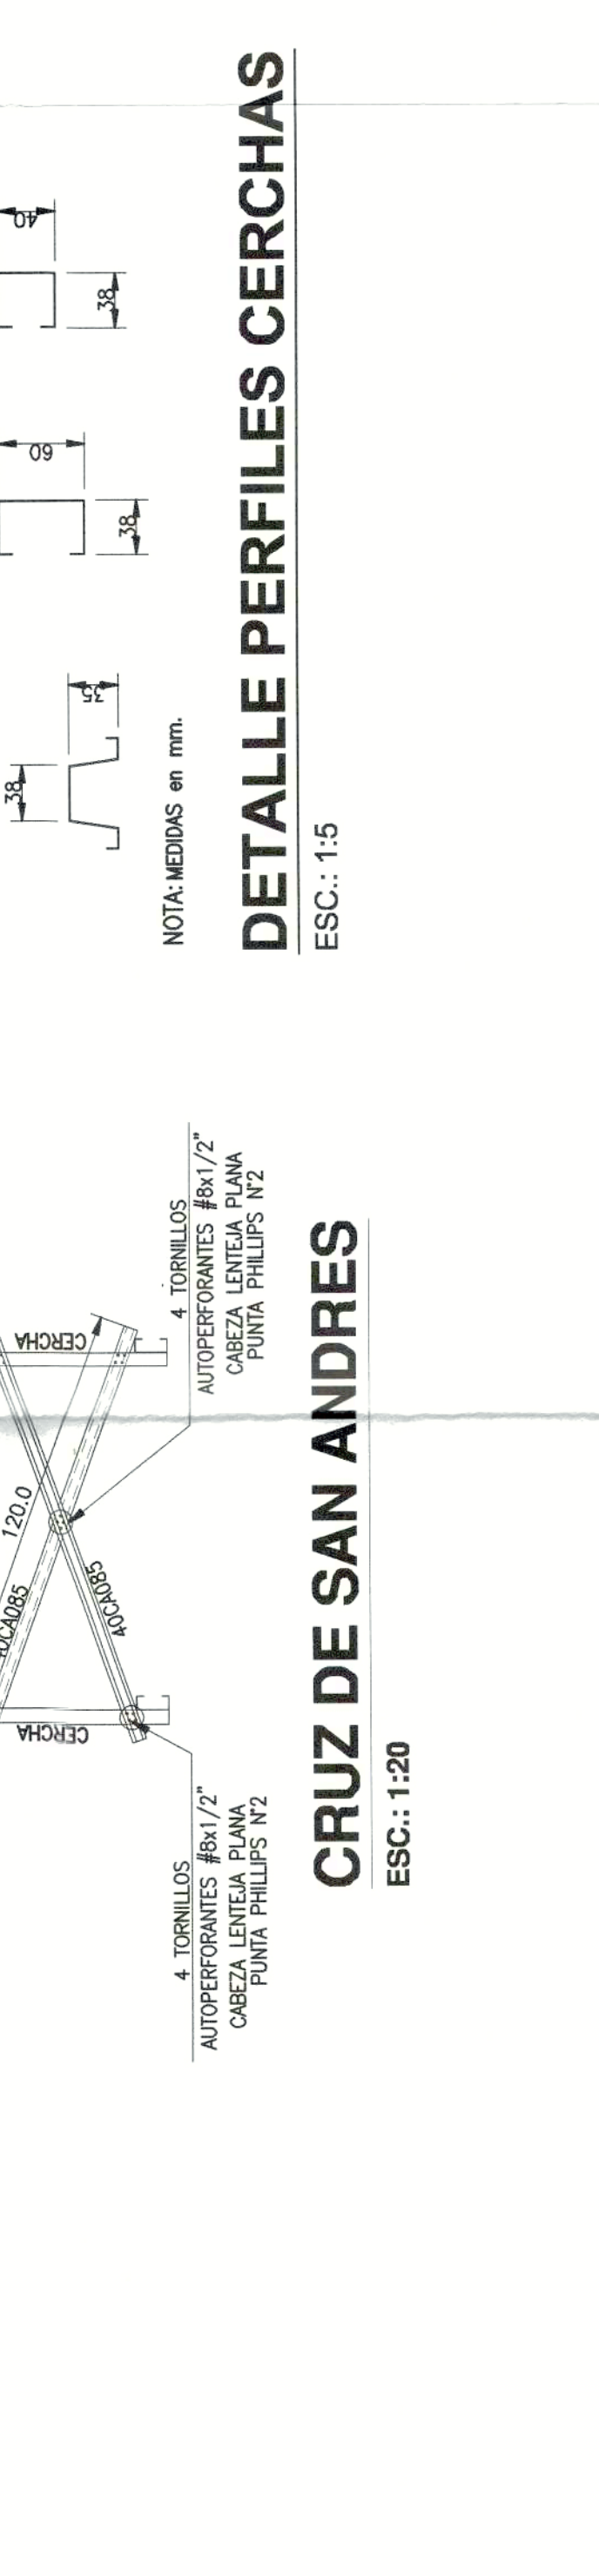 38
35
60
38
40
38
NOTA: MEDIDAS en mm.
DETALLE PERFILES CERCHAS
ESC.: 1:5
CERCHA
CERCHA
120.0
40CA085
4 TORNILLOS
AUTOPERFORANTES #8x1/2"
CABEZA LENTEJA PLANA
PUNTA PHILLIPS N°2
4 TORNILLOS
AUTOPERFORANTES #8x1/2"
CABEZA LENTEJA PLANA
PUNTA PHILLIPS N°2
CRUZ DE SAN ANDRES
ESC.: 1:20